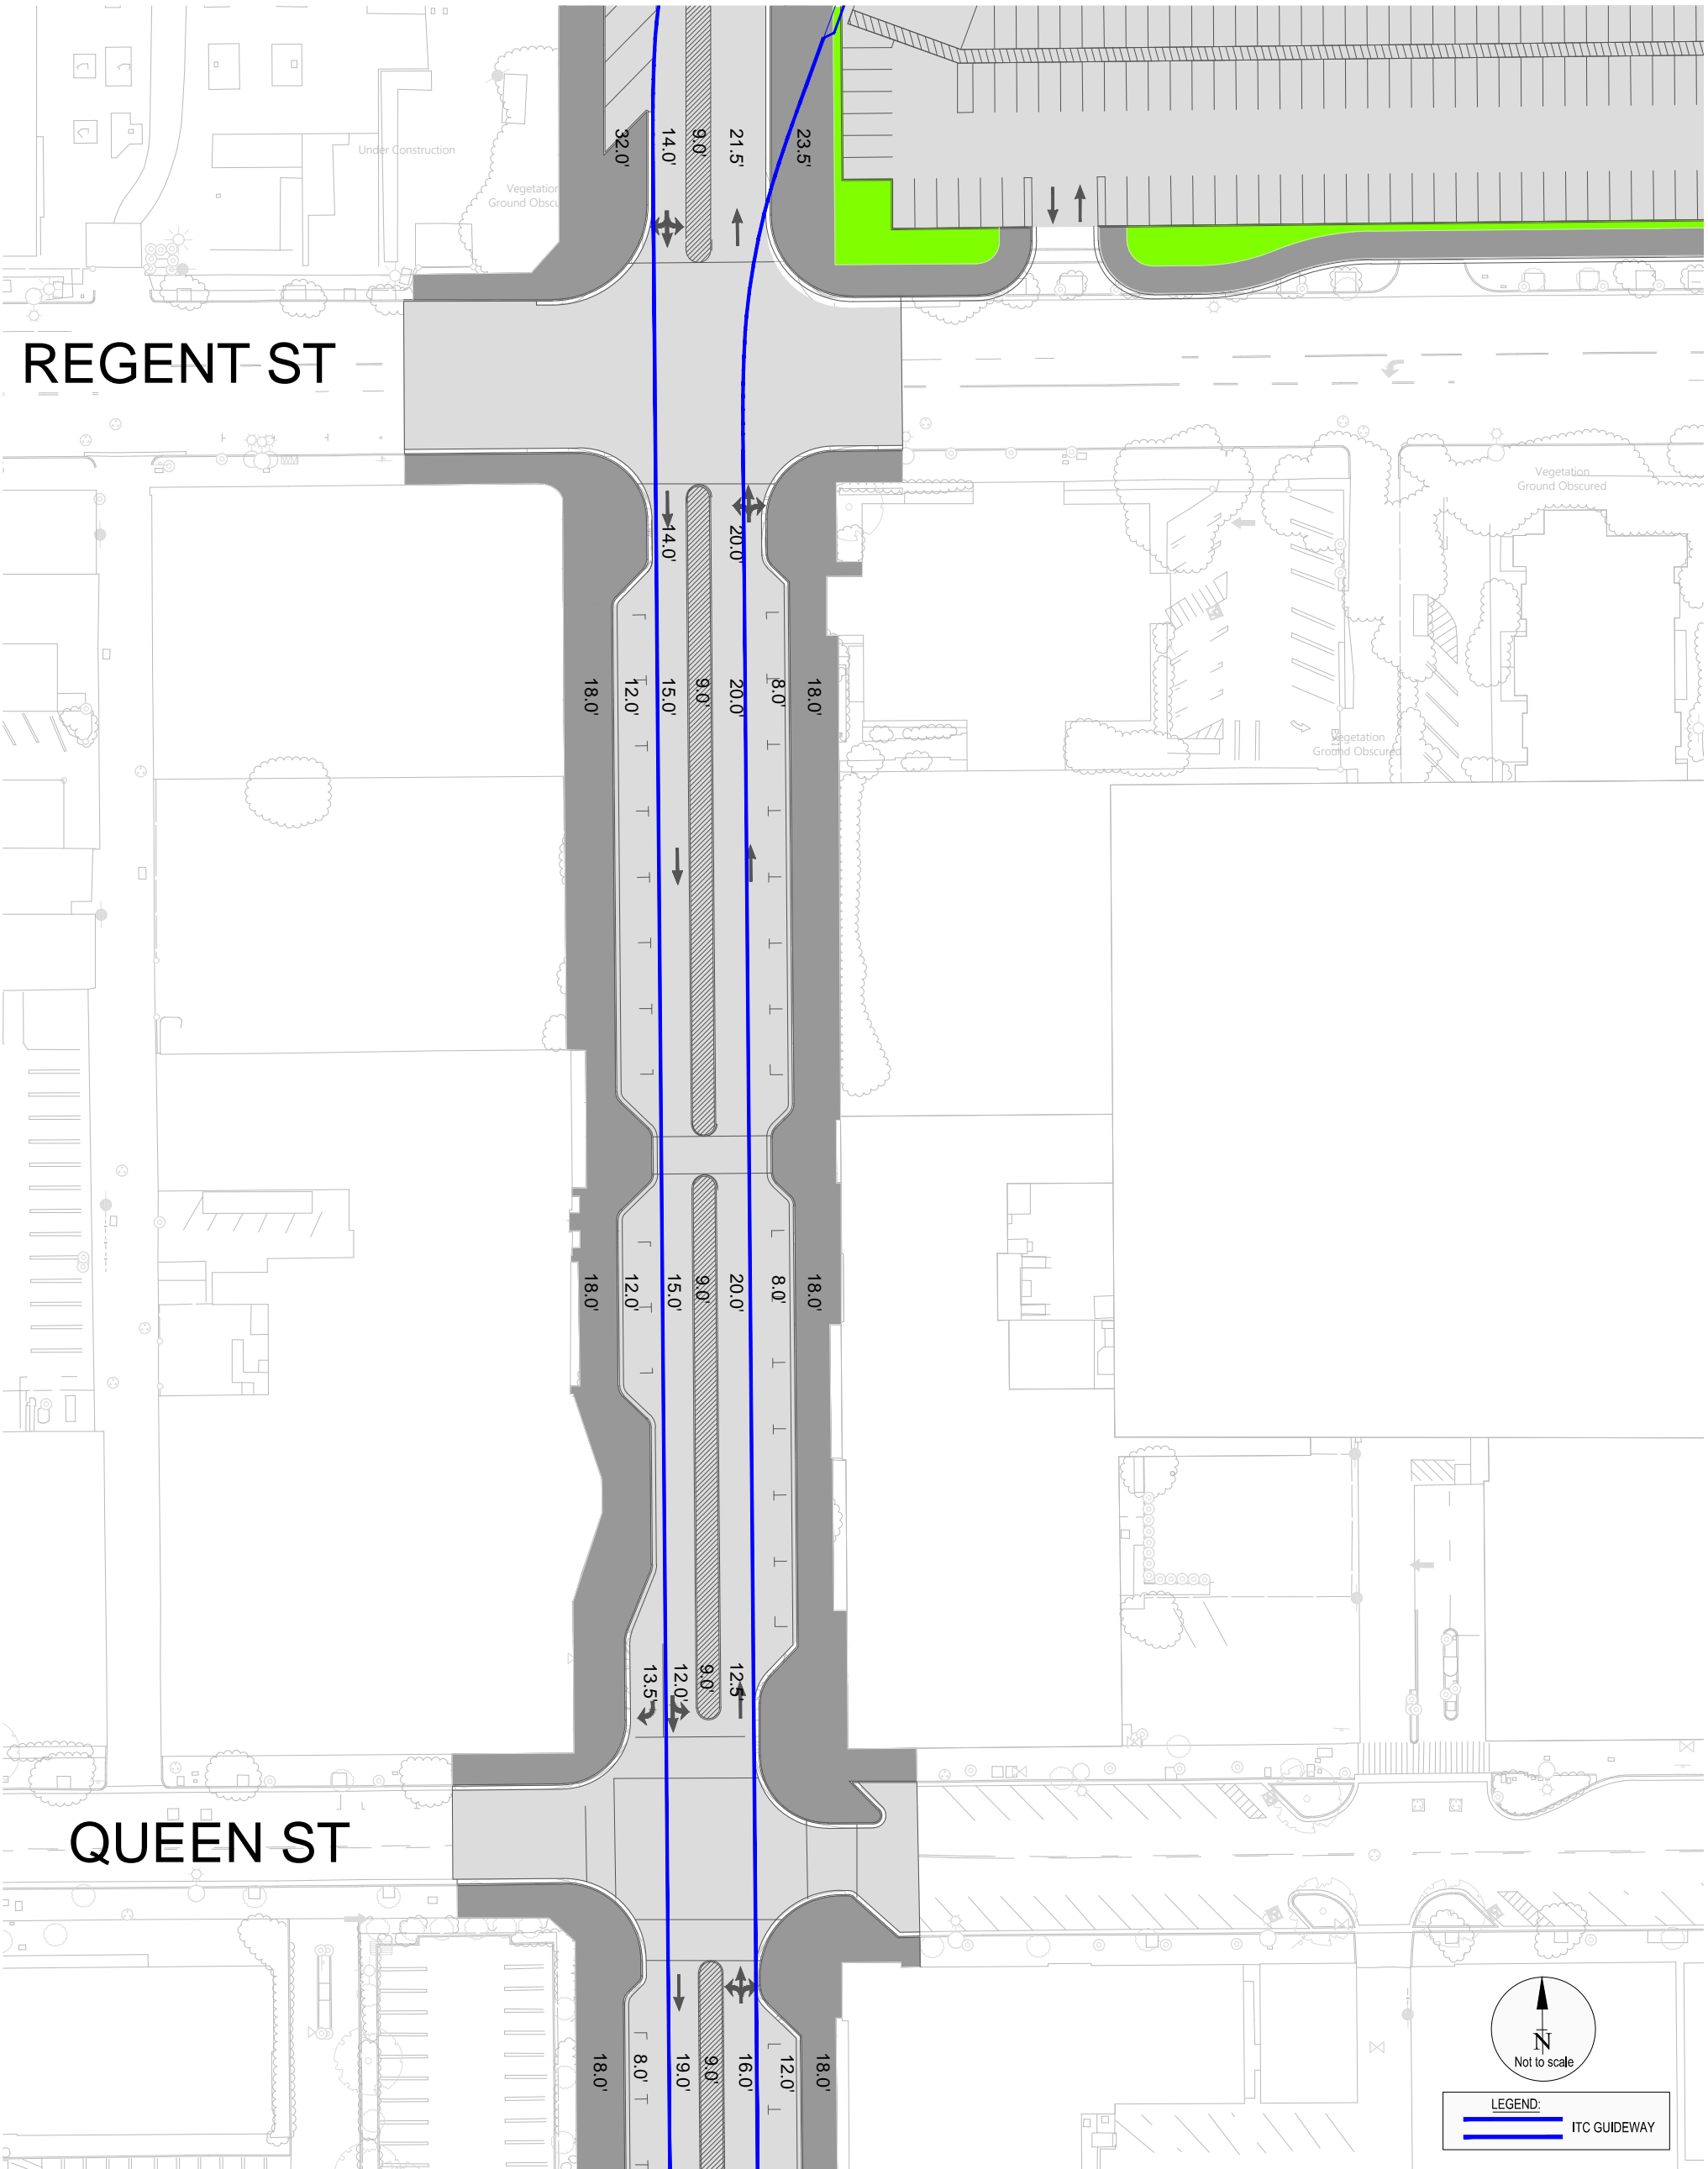 32.0'
14.0'
9.0'
21.5'
23.5'
Under Construction
Vegetation
Ground Obscu
REGENT ST
14.0'
20.0'
Vegetation
Ground Obscured
18.0'
12.0'
15.0'
9.0'
20.0'
8.0'
18.0'
Vegetation
Ground Obscured
18.0'
12.0'
15.0'
9.0'
20.0'
8.0'
18.0'
13.5'
12.0'
9.0'
12.5'
QUEEN ST
18.0'
8.0'
19.0'
9.0'
16.0'
12.0'
18.0'
N
Not to scale
LEGEND:
ITC GUIDEWAY